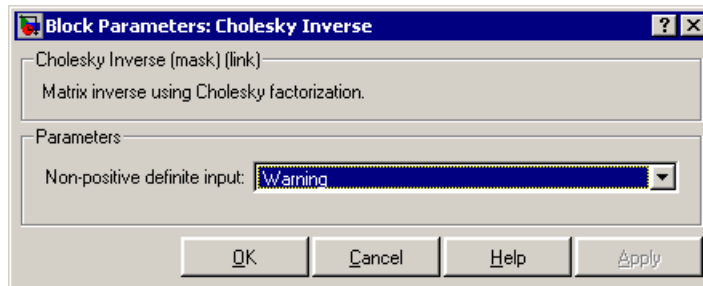 Block Parameters: Cholesky Inverse
Cholesky Inverse (mask) (link)
Matrix inverse using Cholesky factorization.
Parameters
Non-positive definite input: Warning
OK Cancel Help Apply